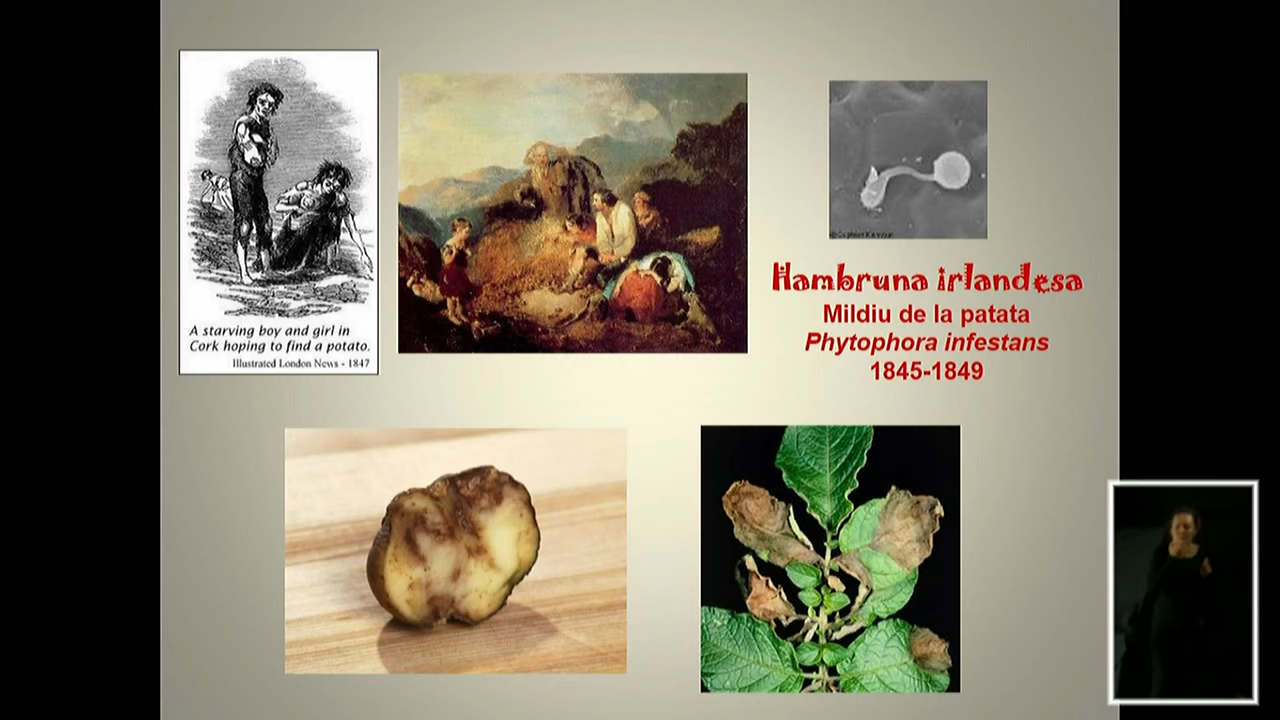 A starving boy and girl in
Cork hoping to find a potato.
Illustrated London News - 1847
Hambruna irlandesa
Mildiu de la patata
Phytophora infestans
1845-1849